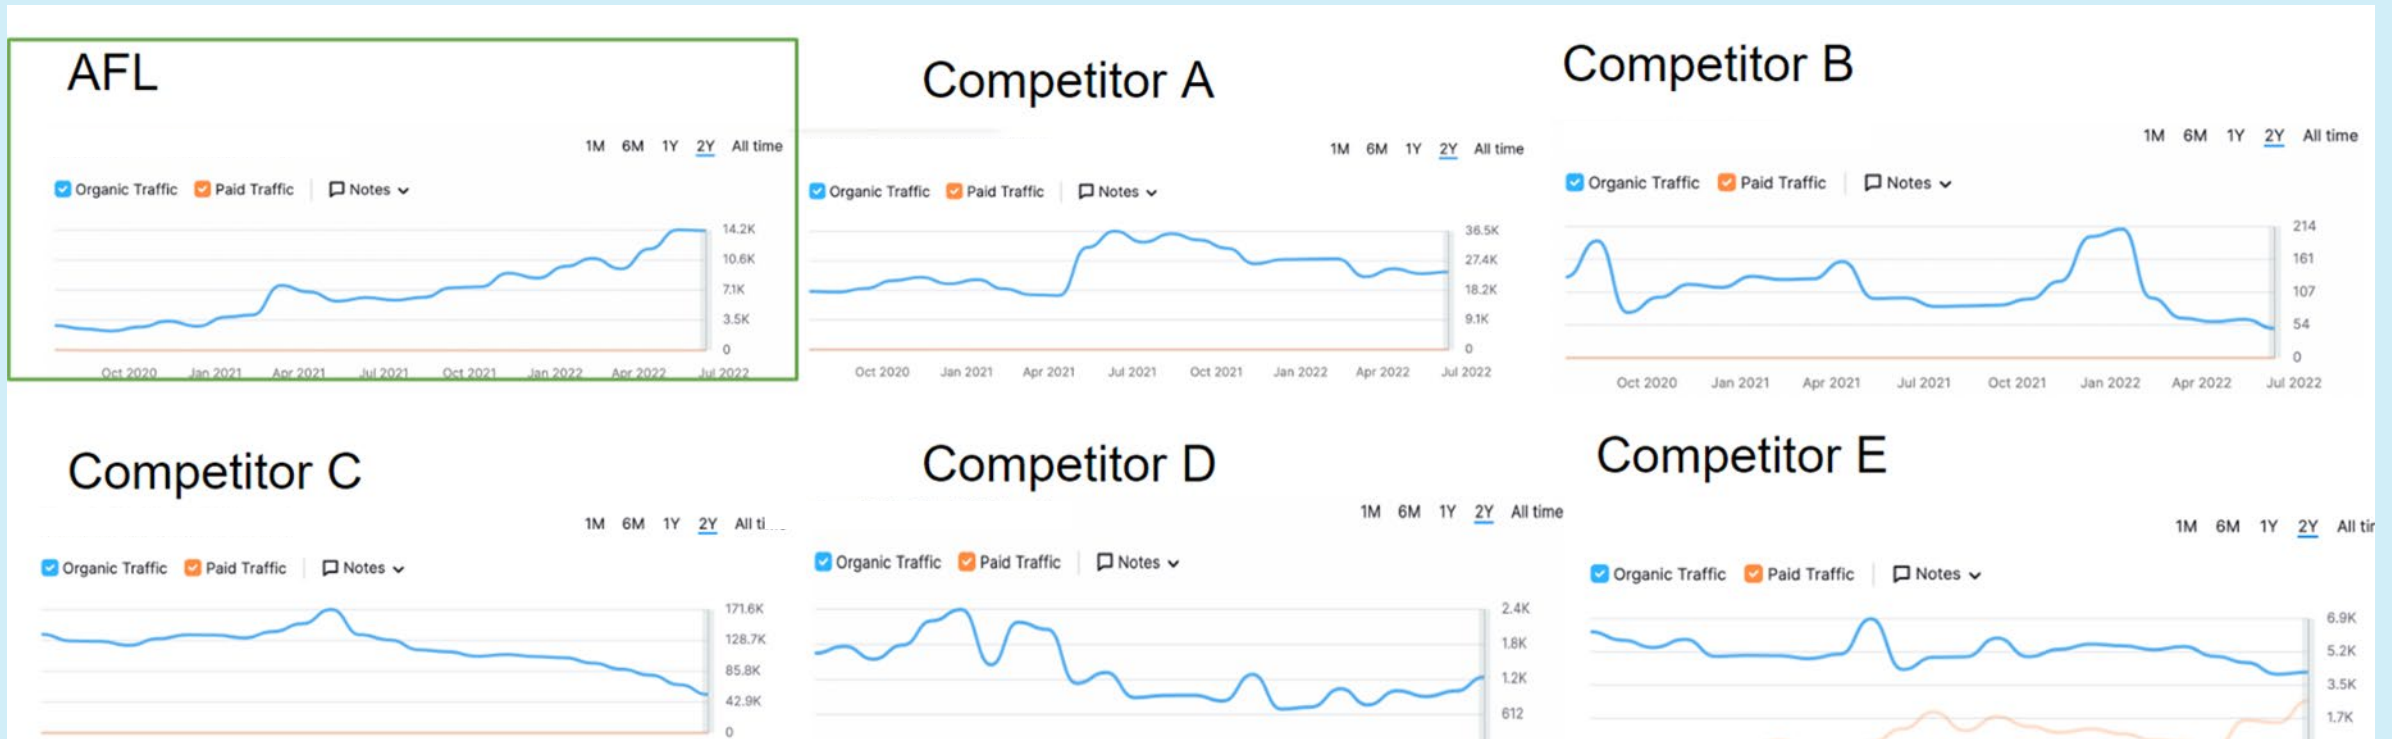 AFL
1M 6M 1Y 2Y All time
Organic Traffic Paid Traffic Notes
14.2K
10.6K
7.1K
3.5K
0
Oct 2020 Jan 2021 Apr 2021 Jul 2021 Oct 2021 Jan 2022 Apr 2022 Jul 2022
Competitor A
1M 6M 1Y 2Y All time
Organic Traffic Paid Traffic Notes
36.5K
27.4K
18.2K
9.1K
0
Oct 2020 Jan 2021 Apr 2021 Jul 2021 Oct 2021 Jan 2022 Apr 2022 Jul 2022
Competitor B
1M 6M 1Y 2Y All time
Organic Traffic Paid Traffic Notes
214
161
107
54
0
Oct 2020 Jan 2021 Apr 2021 Jul 2021 Oct 2021 Jan 2022 Apr 2022 Jul 2022
Competitor C
1M 6M 1Y 2Y All ti
Organic Traffic Paid Traffic Notes
171.6K
128.7K
85.8K
42.9K
0
Competitor D
1M 6M 1Y 2Y All time
Organic Traffic Paid Traffic Notes
2.4K
1.8K
1.2K
612
Competitor E
1M 6M 1Y 2Y All tir
Organic Traffic Paid Traffic Notes
6.9K
5.2K
3.5K
1.7K